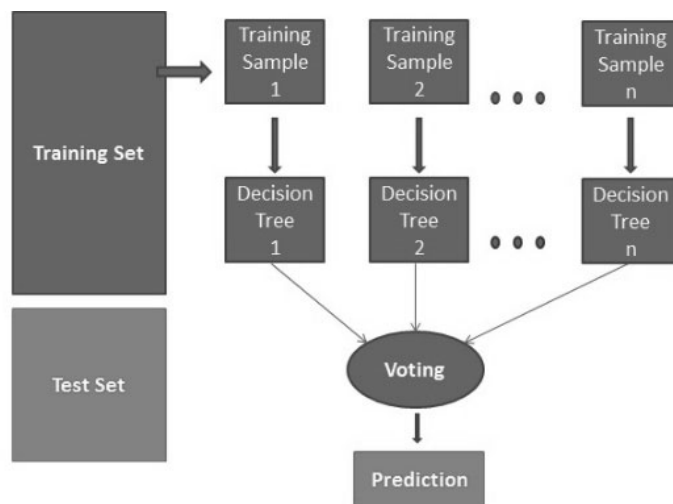 Training
Sample
1
Training
Sample
2
Training
Sample
n
Training Set
Decision
Tree
1
Decision
Tree
2
Decision
Tree
n
Voting
Test Set
Prediction